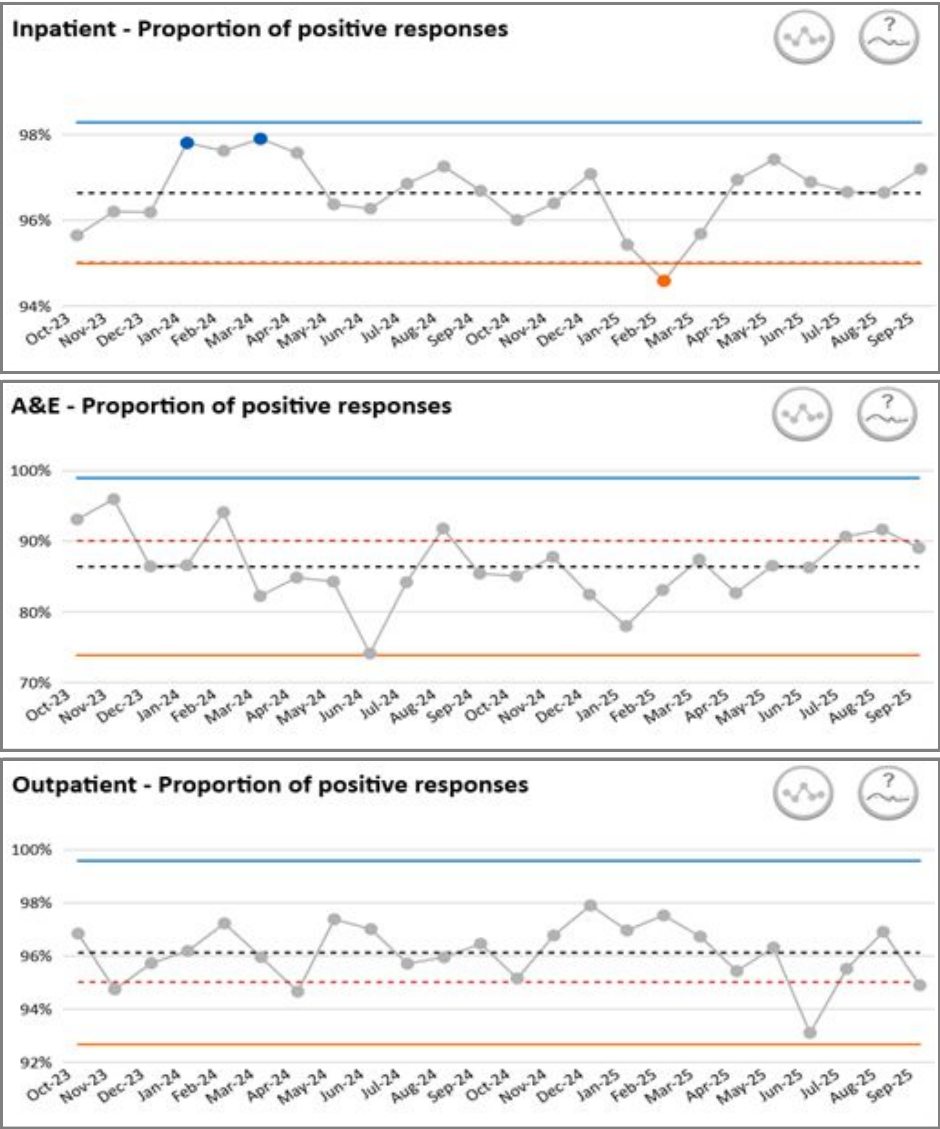 Inpatient - Proportion of positive responses
?
98%
96%
94%
Oct-23 Nov-23 Dec-23 Jan-24 Feb-24 Mar-24 Apr-24 May-24 Jun-24 Jul-24 Aug-24 Sep-24 Oct-24 Nov-24 Dec-24 Jan-25 Feb-25 Mar-25 Apr-25 May-25 Jun-25 Jul-25 Aug-25 Sep-25
A&E - Proportion of positive responses
?
100%
90%
80%
70%
Oct-23 Nov-23 Dec-23 Jan-24 Feb-24 Mar-24 Apr-24 May-24 Jun-24 Jul-24 Aug-24 Sep-24 Oct-24 Nov-24 Dec-24 Jan-25 Feb-25 Mar-25 Apr-25 May-25 Jun-25 Jul-25 Aug-25 Sep-25
Outpatient - Proportion of positive responses
?
100%
98%
96%
94%
92%
Oct-23 Nov-23 Dec-23 Jan-24 Feb-24 Mar-24 Apr-24 May-24 Jun-24 Jul-24 Aug-24 Sep-24 Oct-24 Nov-24 Dec-24 Jan-25 Feb-25 Mar-25 Apr-25 May-25 Jun-25 Jul-25 Aug-25 Sep-25